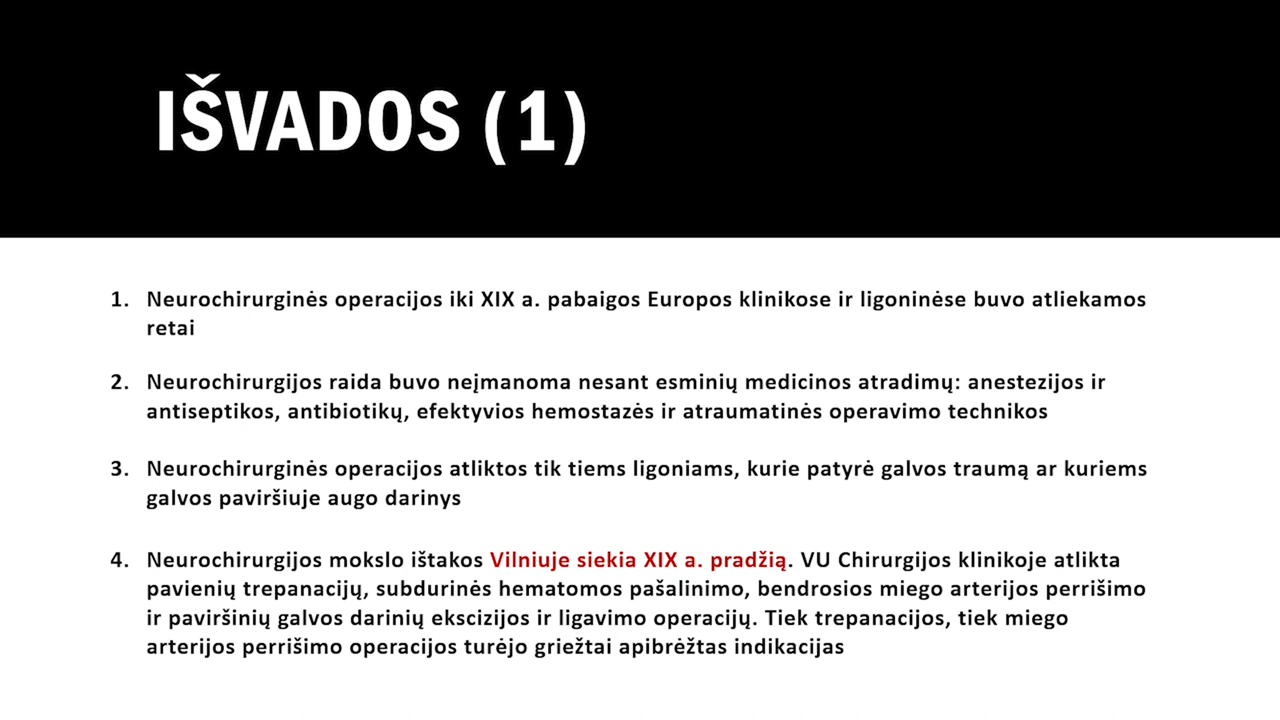 IŠVADOS (1)
1. Neurochirurginės operacijos iki XIX a. pabaigos Europos klinikose ir ligoninėse buvo atliekamos
retai
2. Neurochirurgijos raida buvo neįmanoma nesant esminių medicinos atradimų: anestezijos ir
antiseptikos, antibiotikų, efektyvios hemostazės ir atraumatinės operavimo technikos
3. Neurochirurginės operacijos atliktos tik tiems ligoniams, kurie patyrė galvos traumą ar kuriems
galvos paviršiuje augo darinys
4. Neurochirurgijos mokslo ištakos Vilniuje siekia XIX a. pradžią. VU Chirurgijos klinikoje atlikta
pavienių trepanacijų, subdurinės hematomos pašalinimo, bendrosios miego arterijos perrišimo
ir paviršinių galvos darinių ekscizijos ir ligavimo operacijų. Tiek trepanacijos, tiek miego
arterijos perrišimo operacijos turėjo griežtai apibrėžtas indikacijas